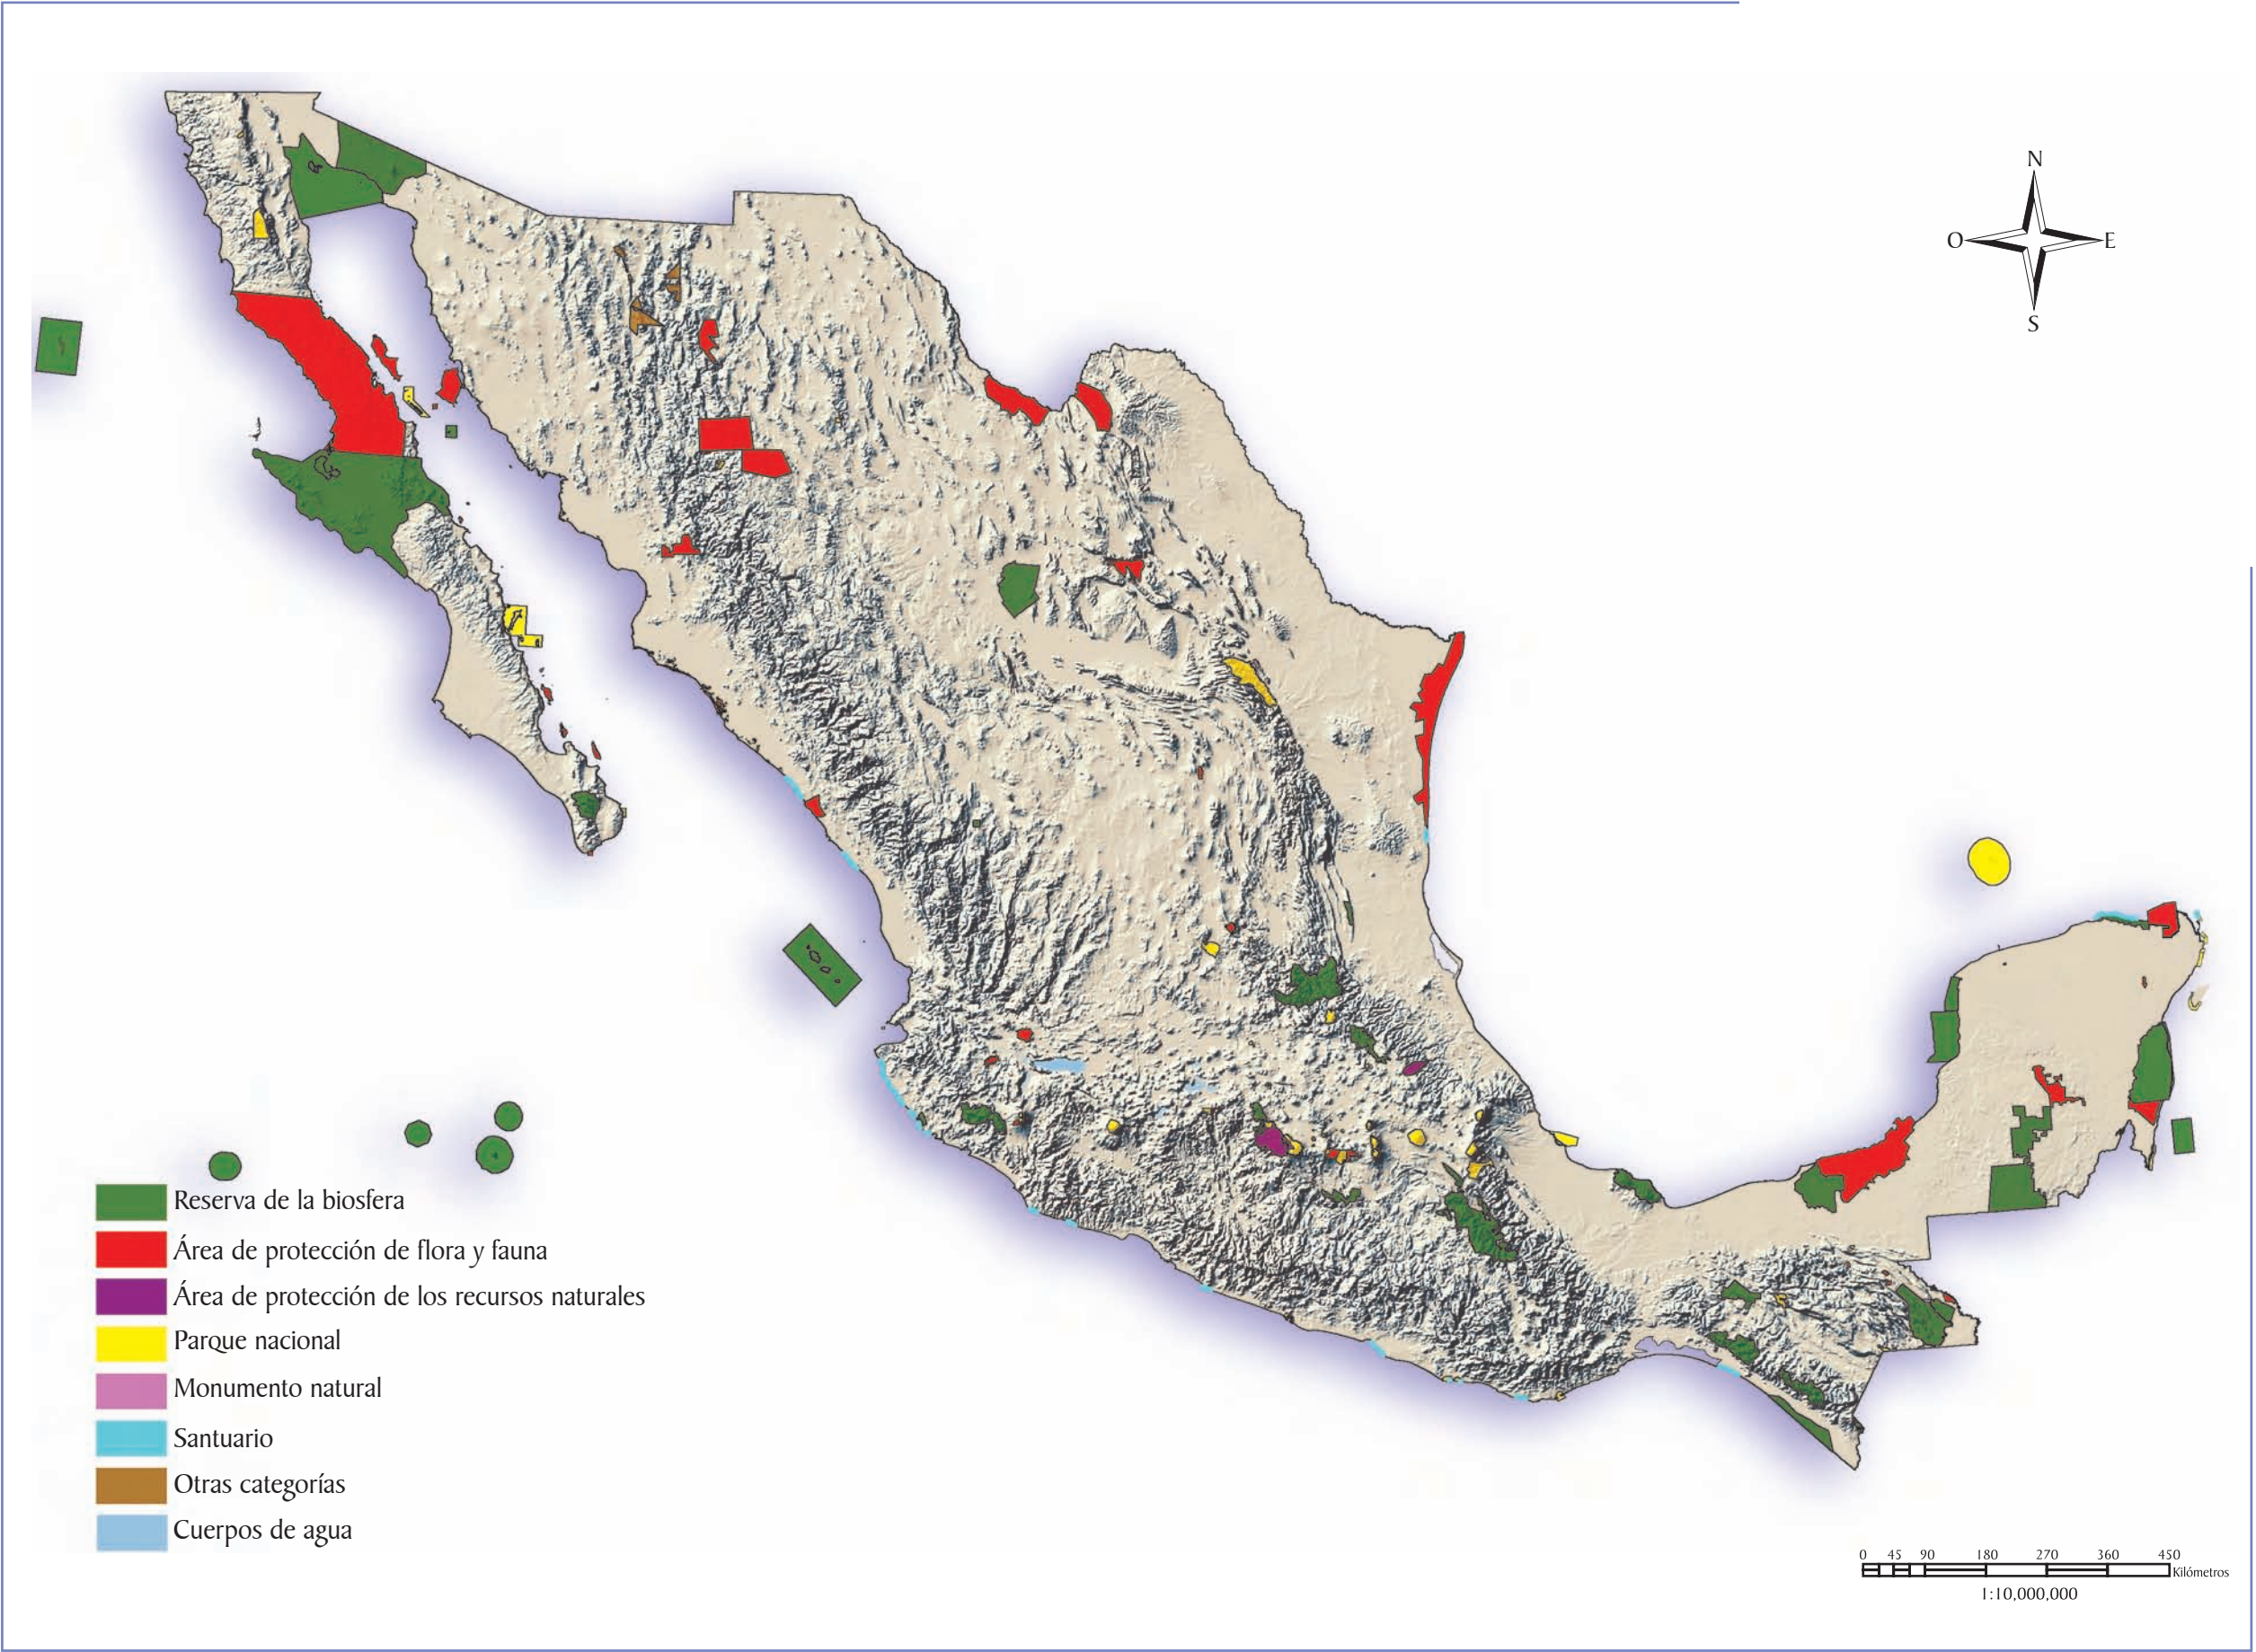 N
O E
S
Reserva de la biosfera
Área de protección de flora y fauna
Área de protección de los recursos naturales
Parque nacional
Monumento natural
Santuario
Otras categorías
Cuerpos de agua
0 45 90 180 270 360 450
Kilómetros
1:10,000,000